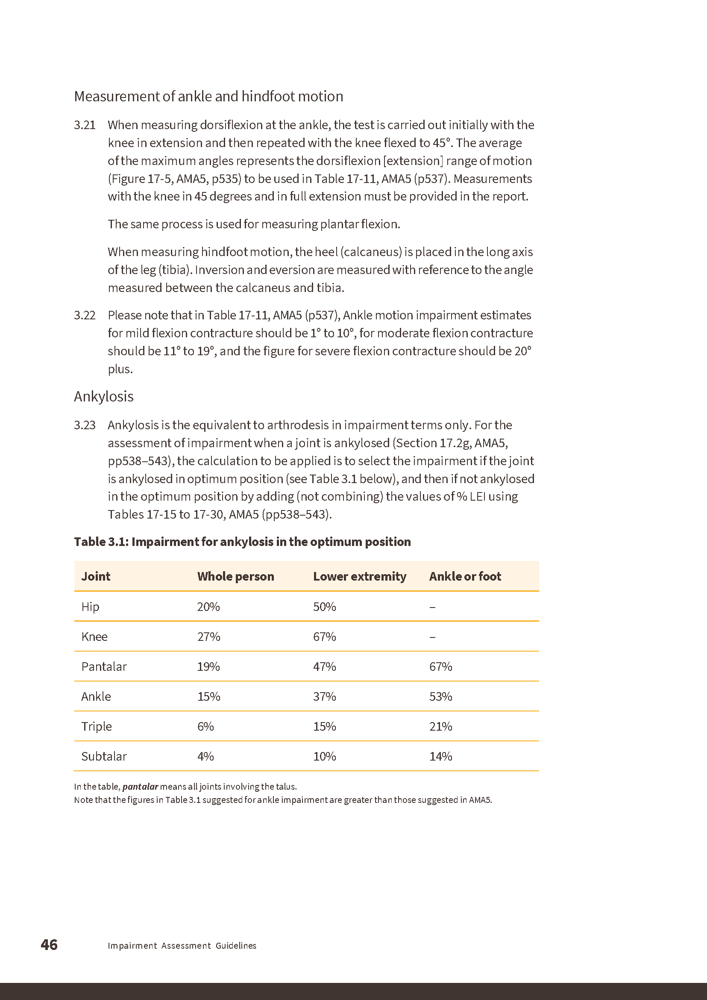 Measurement of ankle and hindfoot motion
3.21 When measuring dorsiflexion at the ankle, the test is carried out initially with the
knee in extension and then repeated with the knee flexed to 45°. The average
of the maximum angles represents the dorsiflexion [extension] range of motion
(Figure 17-5, AMA5, p535) to be used in Table 17-11, AMA5 (p537). Measurements
with the knee in 45 degrees and in full extension must be provided in the report.
The same process is used for measuring plantar flexion.
When measuring hindfoot motion, the heel (calcaneus) is placed in the long axis
of the leg (tibia). Inversion and eversion are measured with reference to the angle
measured between the calcaneus and tibia.
3.22 Please note that in Table 17-11, AMA5 (p537), Ankle motion impairment estimates
for mild flexion contracture should be 1° to 10°, for moderate flexion contracture
should be 11° to 19°, and the figure for severe flexion contracture should be 20°
plus.
Ankylosis
3.23 Ankylosis is the equivalent to arthrodesis in impairment terms only. For the
assessment of impairment when a joint is ankylosed (Section 17.2g, AMA5,
pp538–543), the calculation to be applied is to select the impairment if the joint
is ankylosed in optimum position (see Table 3.1 below), and then if not ankylosed
in the optimum position by adding (not combining) the values of % LEI using
Tables 17-15 to 17-30, AMA5 (pp538–543).
Table 3.1: Impairment for ankylosis in the optimum position
Joint Whole person Lower extremity Ankle or foot
Hip 20% 50% –
Knee 27% 67% –
Pantalar 19% 47% 67%
Ankle 15% 37% 53%
Triple 6% 15% 21%
Subtalar 4% 10% 14%
In the table, pantalar means all joints involving the talus.
Note that the figures in Table 3.1 suggested for ankle impairment are greater than those suggested in AMA5.
46 Impairment Assessment Guidelines